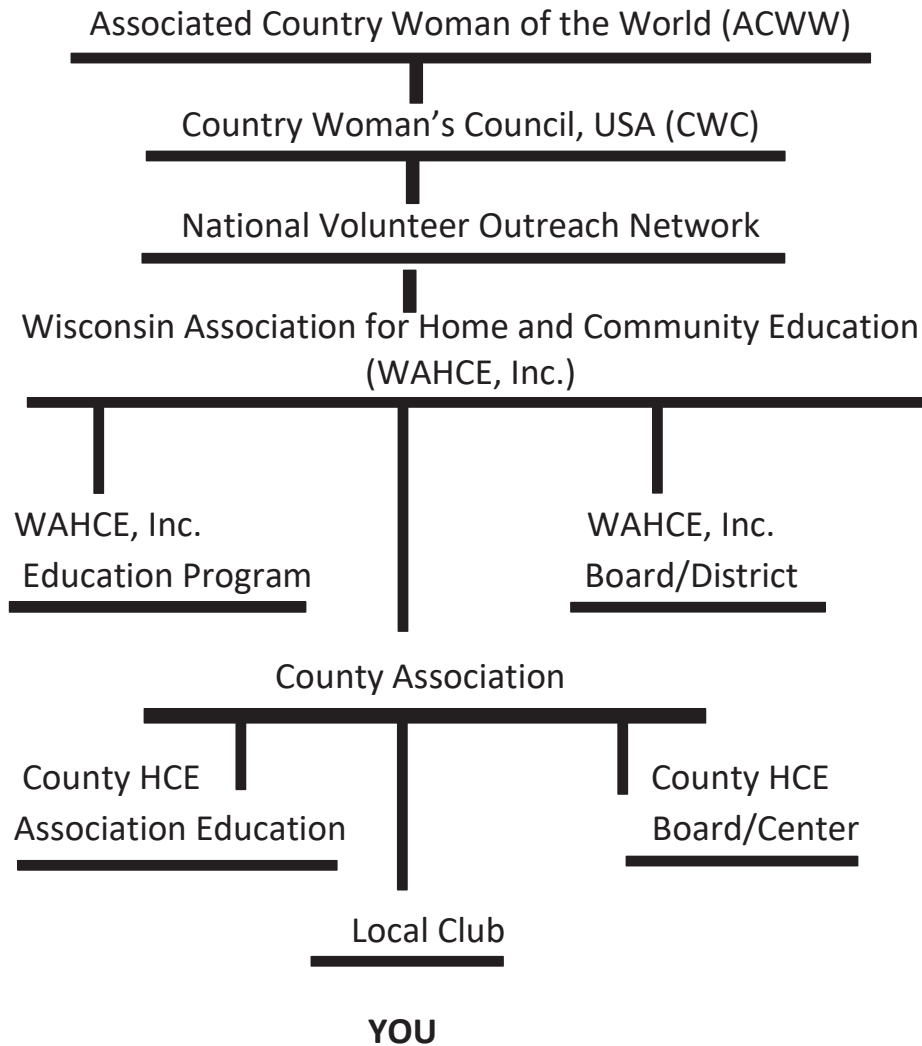 Associated Country Woman of the World (ACWW)
Country Woman’s Council, USA (CWC)
National Volunteer Outreach Network
Wisconsin Association for Home and Community Education
(WAHCE, Inc.)
WAHCE, Inc.
Education Program
WAHCE, Inc.
Board/District
County Association
County HCE
Association Education
County HCE
Board/Center
Local Club
YOU